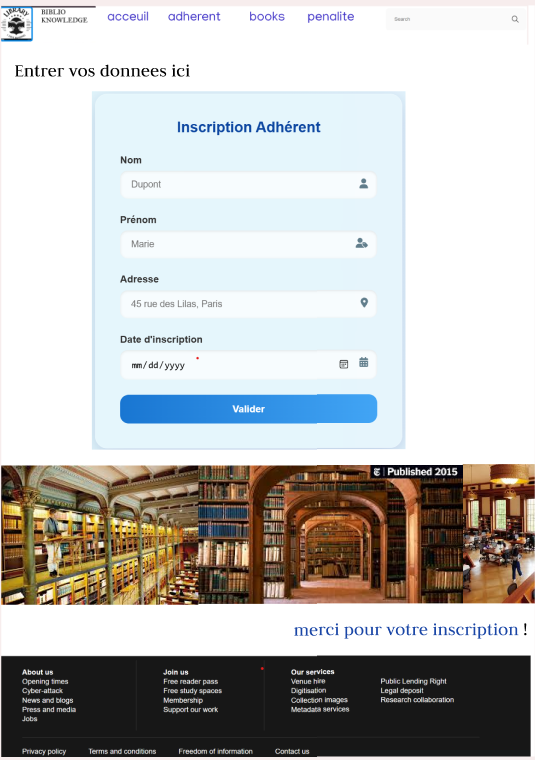 LIBRARY
BIBLIO
KNOWLEDGE
acceuil adherent books penalite
Search
Entrer vos donnees ici
Inscription Adhérent
Nom
Dupont
Prénom
Marie
Adresse
45 rue des Lilas, Paris
Date d'inscription
mm/dd/yyyy
Valider
Published 2015
merci pour votre inscription !
About us
Opening times
Cyber-attack
News and blogs
Press and media
Jobs
Join us
Free reader pass
Free study spaces
Membership
Support our work
Our services
Venue hire
Digitisation
Collection images
Metadata services
Public Lending Right
Legal deposit
Research collaboration
Privacy policy Terms and conditions Freedom of information Contact us